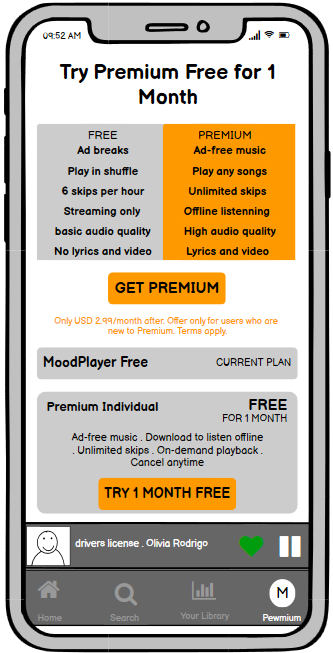 09:52 AM
Try Premium Free for 1
Month
FREE PREMIUM
Ad breaks Ad-free music
Play in shuffle Play any songs
6 skips per hour Unlimited skips
Streaming only Offline listenning
basic audio quality High audio quality
No lyrics and video Lyrics and video
GET PREMIUM
Only USD 2.99/month after. Offer only for users who are
new to Premium. Terms apply.
MoodPlayer Free CURRENT PLAN
Premium Individual FREE
FOR 1 MONTH
Ad-free music . Download to listen offline
. Unlimited skips . On-demand playback .
Cancel anytime
TRY 1 MONTH FREE
drivers license . Olivia Rodrigo
M
Home Search Your Library Pewmium